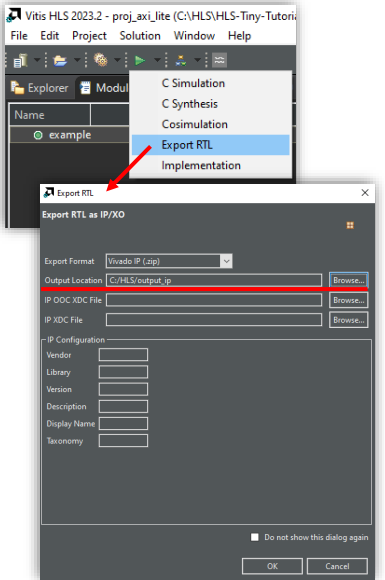 Vitis HLS 2023.2 - proj_axi_lite (C:\HLS\HLS-Tiny-Tutoria
File Edit Project Solution Window Help
Explorer Modul
C Simulation
C Synthesis
Cosimulation
Export RTL
Implementation
Name
example
Export RTL
Export RTL as IP/XO
Export Format Vivado IP (.zip)
Output Location C:/HLS/output_ip Browse...
IP OOC XDC File Browse...
IP XDC File Browse...
IP Configuration
Vendor
Library
Version
Description
Display Name
Taxonomy
Do not show this dialog again
OK Cancel